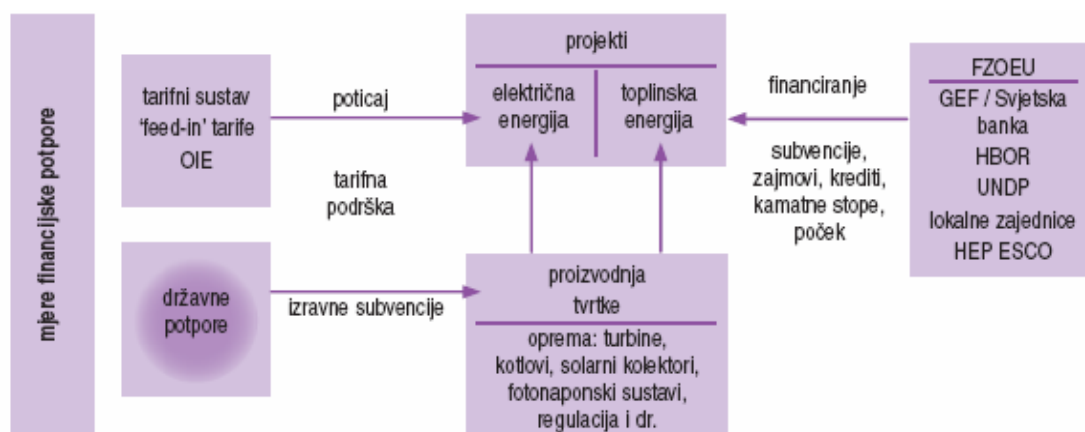 mjere financijske potpore
tarifni sustav
'feed-in' tarife
OIE
poticaj
tarifna
podrška
državne
potpore
izravne subvencije
projekti
električna
energija
toplinska
energija
proizvodnja
tvrtke
oprema: turbine,
kotlovi, solarni kolektori,
fotonaponski sustavi,
regulacija i dr.
financiranje
subvencije,
zajmovi, krediti,
kamatne stope,
poček
FZOEU
GEF / Svjetska
banka
HBOR
UNDP
lokalne zajednice
HEP ESCO